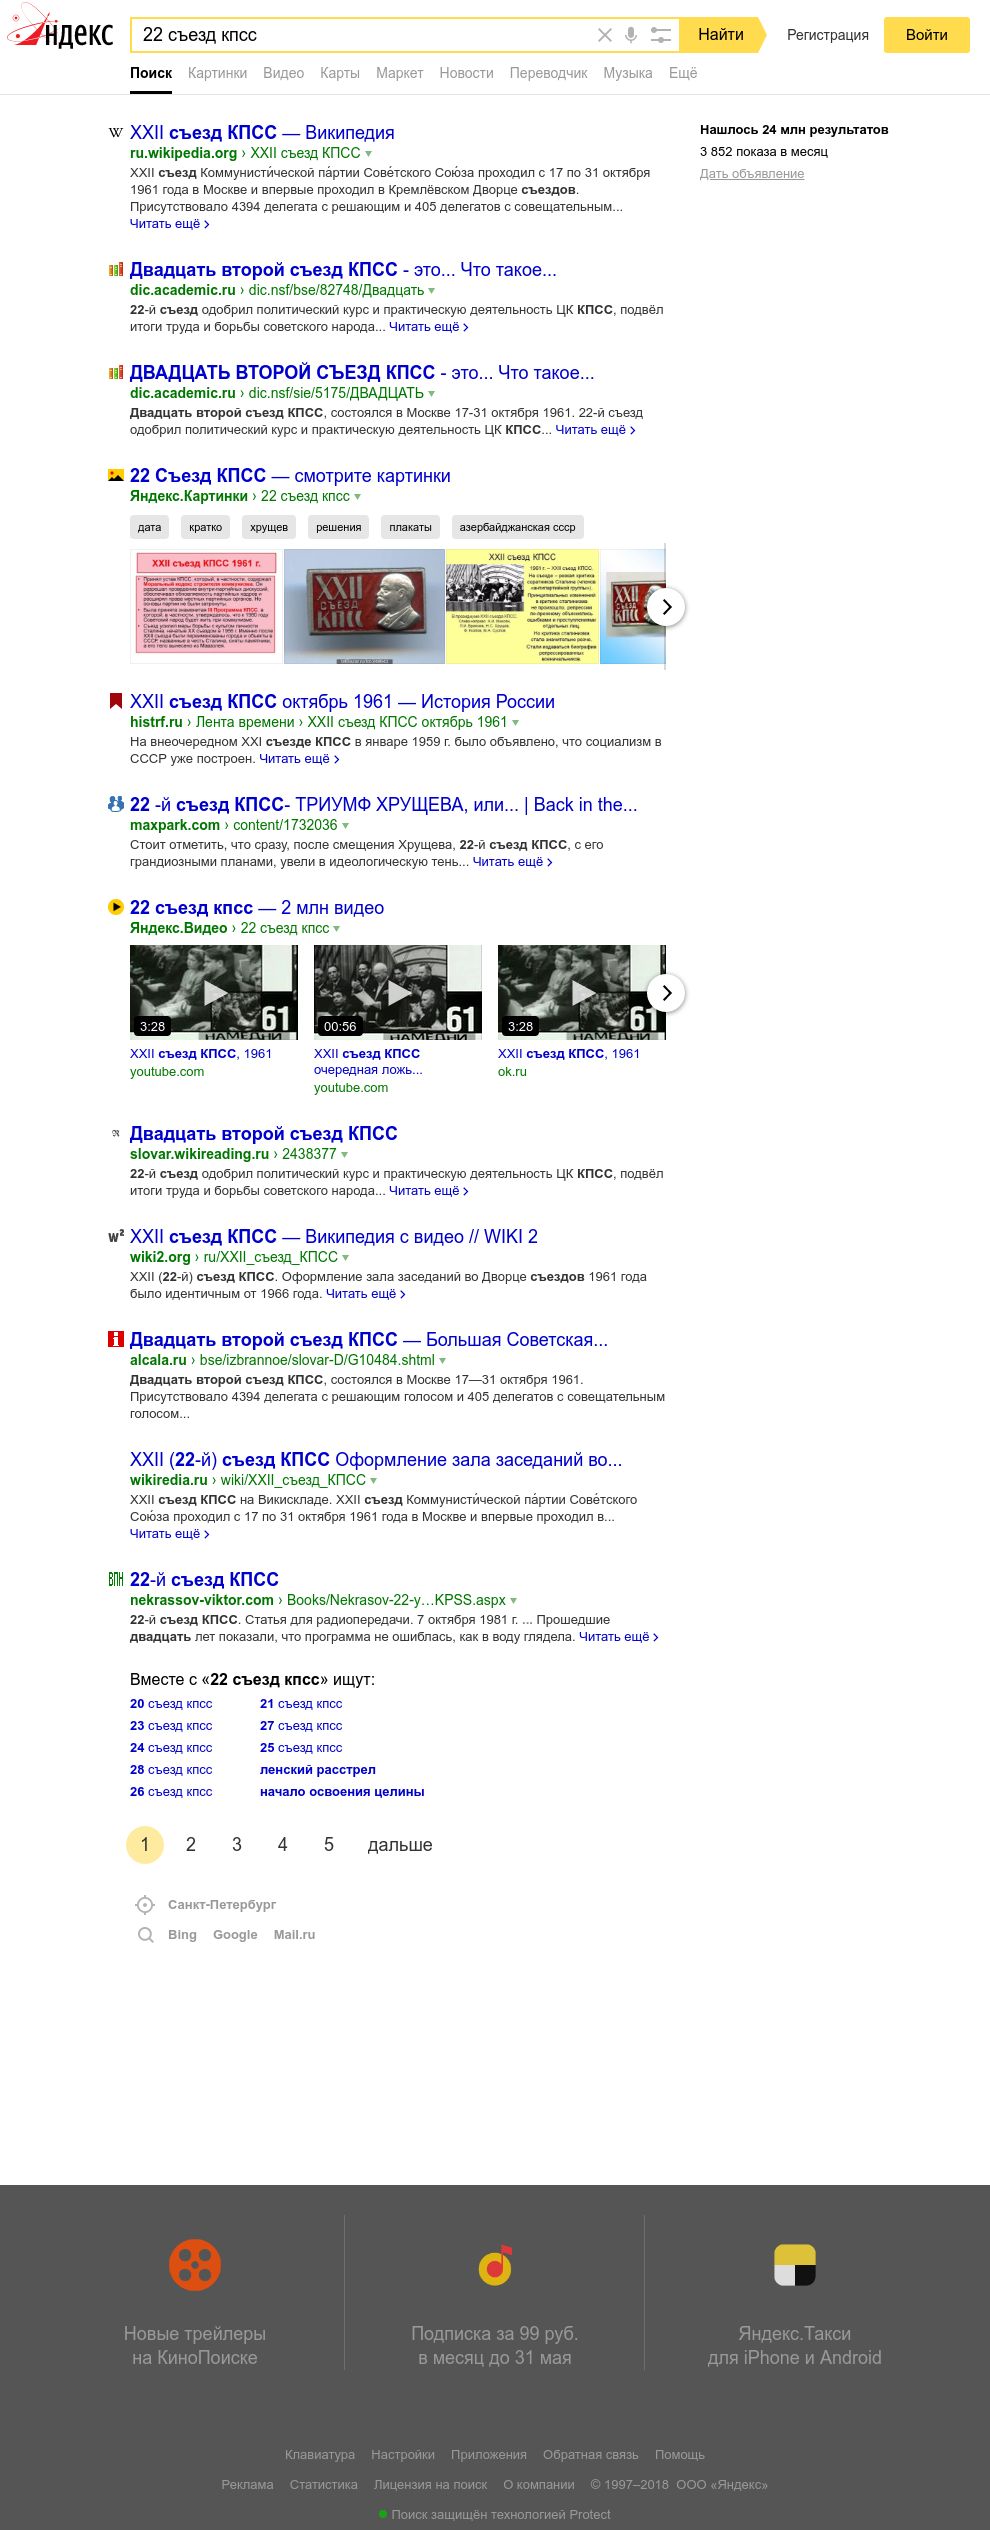 Яндекс
22 съезд кпсс
Найти
Регистрация
Войти
Поиск Картинки Видео Карты Маркет Новости Переводчик Музыка Ещё
Нашлось 24 млн результатов
3 852 показа в месяц
Дать объявление
XXII съезд КПСС — Википедия
ru.wikipedia.org › XXII съезд КПСС
XXII съезд Коммунисти́ческой па́ртии Сове́тского Сою́за проходил с 17 по 31 октября
1961 года в Москве и впервые проходил в Кремлёвском Дворце съездов.
Присутствовало 4394 делегата с решающим и 405 делегатов с совещательным...
Читать ещё ›
Двадцать второй съезд КПСС - это... Что такое...
dic.academic.ru › dic.nsf/bse/82748/Двадцать
22-й съезд одобрил политический курс и практическую деятельность ЦК КПСС, подвёл
итоги труда и борьбы советского народа... Читать ещё ›
ДВАДЦАТЬ ВТОРОЙ СЪЕЗД КПСС - это... Что такое...
dic.academic.ru › dic.nsf/sie/5175/ДВАДЦАТЬ
Двадцать второй съезд КПСС, состоялся в Москве 17-31 октября 1961. 22-й съезд
одобрил политический курс и практическую деятельность ЦК КПСС... Читать ещё ›
22 Съезд КПСС — смотрите картинки
Яндекс.Картинки › 22 съезд кпсс
дата кратко хрущев решения плакаты азербайджанска ссср
XXII съезд КПСС 1961 г.
XXII
СЪЕЗД
КПСС
XXII съезд КПСС
1961 г. – XXII съезд КПСС.
XXII съезд КПСС октябрь 1961 — История России
histrf.ru › Лента времени › XXII съезд КПСС октябрь 1961
На внеочередном XXI съезде КПСС в январе 1959 г. было объявлено, что социализм в
СССР уже построен. Читать ещё ›
22 -й съезд КПСС- ТРИУМФ ХРУЩЕВА, или... | Back in the...
maxpark.com › content/1732036
Стоит отметить, что сразу, после смещения Хрущева, 22-й съезд КПСС, с его
грандиозными планами, увели в идеологическую тень... Читать ещё ›
22 съезд кпсс — 2 млн видео
Яндекс.Видео › 22 съезд кпсс
61 61 61
3:28 00:56 3:28
НАМЕДНИ НАМЕДНИ НАМЕДНИ
XXII съезд КПСС, 1961
youtube.com
XXII съезд КПСС
очередная ложь...
youtube.com
XXII съезд КПСС, 1961
ok.ru
Двадцать второй съезд КПСС
slovar.wikireading.ru › 2438377
22-й съезд одобрил политический курс и практическую деятельность ЦК КПСС, подвёл
итоги труда и борьбы советского народа... Читать ещё ›
XXII съезд КПСС — Википедия с видео // WIKI 2
wiki2.org › ru/XXII_съезд_КПСС
XXII (22-й) съезд КПСС. Оформление зала заседаний во Дворце съездов 1961 года
было идентичным от 1966 года. Читать ещё ›
Двадцать второй съезд КПСС — Большая Советская...
alcala.ru › bse/izbrannoe/slovar-D/G10484.shtml
Двадцать второй съезд КПСС, состоялся в Москве 17—31 октября 1961.
Присутствовало 4394 делегата с решающим голосом и 405 делегатов с совещательным
голосом...
XXII (22-й) съезд КПСС Оформление зала заседаний во...
wikiredia.ru › wiki/XXII_съезд_КПСС
XXII съезд КПСС на Викискладе. XXII съезд Коммунисти́ческой па́ртии Сове́тского
Сою́за проходил с 17 по 31 октября 1961 года в Москве и впервые проходил в...
Читать ещё ›
22-й съезд КПСС
nekrassov-viktor.com › Books/Nekrasov-22-y…KPSS.aspx
22-й съезд КПСС. Статья для радиопередачи. 7 октября 1981 г. ... Прошедшие
двадцать лет показали, что программа не ошиблась, как в воду глядела. Читать ещё ›
Вместе с «22 съезд кпсс» ищут:
20 съезд кпсс 21 съезд кпсс
23 съезд кпсс 27 съезд кпсс
24 съезд кпсс 25 съезд кпсс
28 съезд кпсс ленский расстрел
26 съезд кпсс начало освоения целины
1 2 3 4 5 дальше
Санкт-Петербург
Bing Google Mail.ru
Новые трейлеры
на КиноПоиске
Подписка за 99 руб.
в месяц до 31 мая
Яндекс.Такси
для iPhone и Android
Клавиатура Настройки Приложения Обратная связь Помощь
Реклама Статистика Лицензия на поиск О компании © 1997–2018 ООО «Яндекс»
Поиск защищён технологией Protect